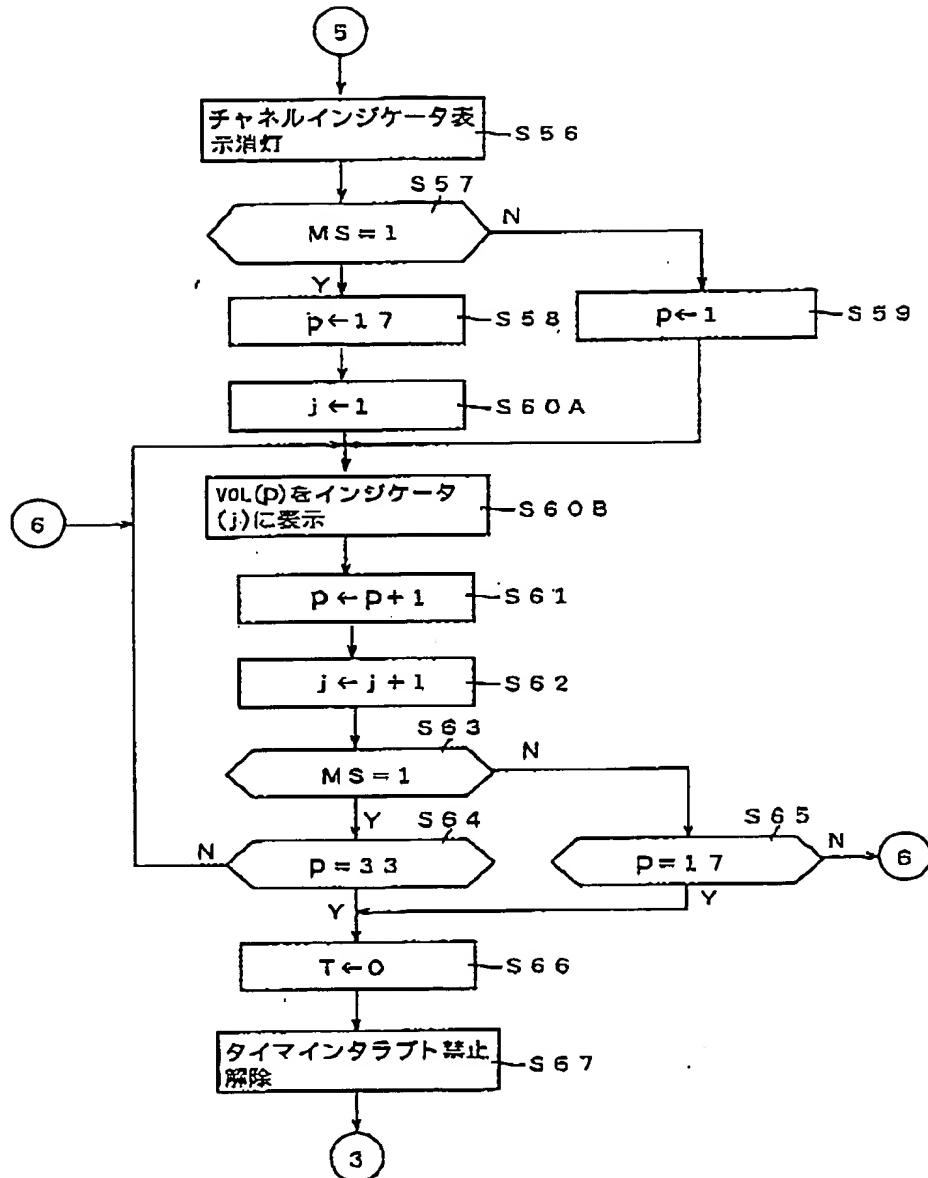 5
チャネルインジケータ表
示消灯
S56
S57
MS=1
N
Y
p←17
S58
p←1
S59
j←1
S60A
VOL(p)をインジケータ
(j)に表示
S60B
6
p←p+1
S61
j←j+1
S62
S63
MS=1
N
Y
S64
N
p=33
S65
p=17
N
6
Y
Y
T←0
S66
タイマインタラプト禁止
解除
S67
3